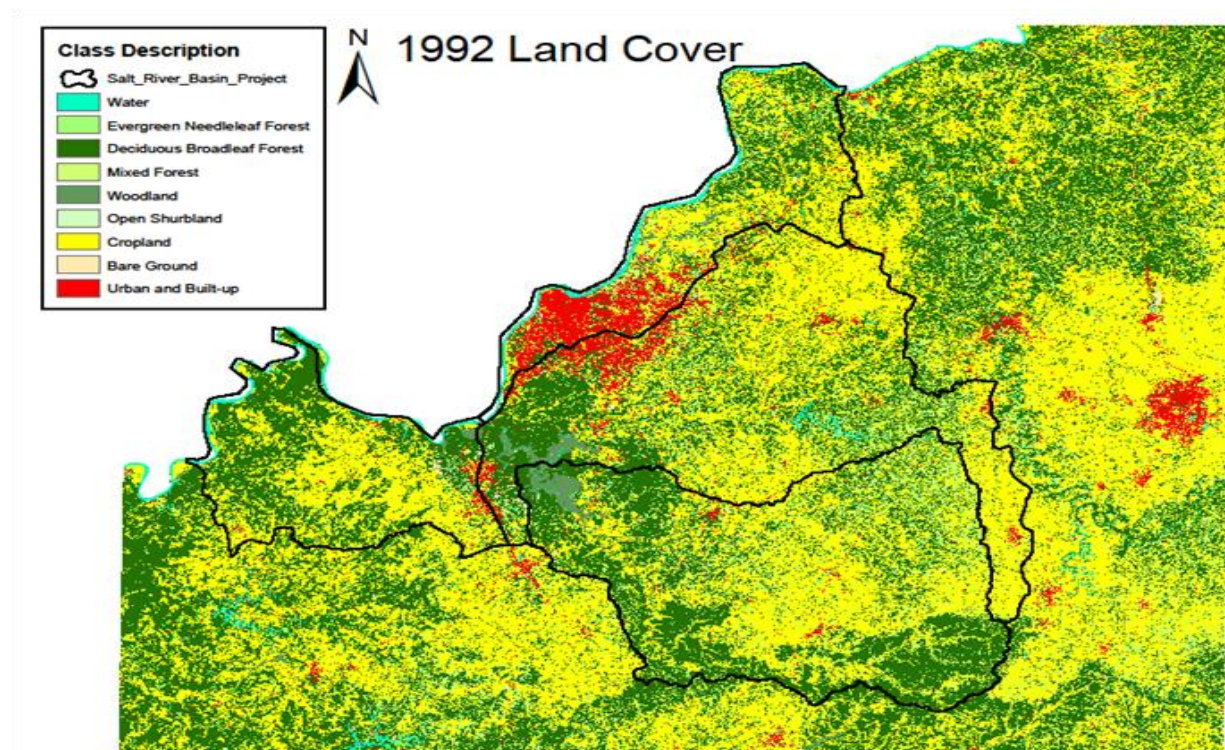 Class Description
Salt_River_Basin_Project
Water
Evergreen Needleleaf Forest
Deciduous Broadleaf Forest
Mixed Forest
Woodland
Open Shurbland
Cropland
Bare Ground
Urban and Built-up
N
1992 Land Cover